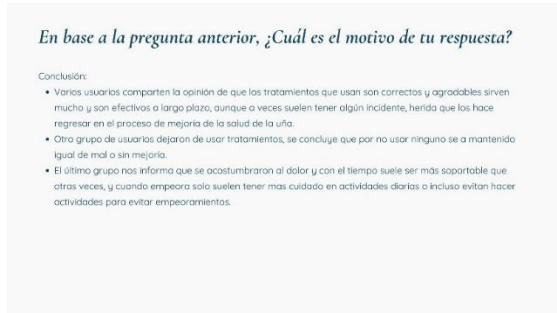 En base a la pregunta anterior, ¿Cuál es el motivo de tu respuesta?
Conclusión:
• Varios usuarios comparten la opinión de que los tratamientos que usan son correctos y agradables sirven
mucho y son efectivos a largo plazo, aunque a veces suelen tener algún incidente, herida que los hace
regresar en el proceso de mejoría de la salud de la uña.
• Otro grupo de usuarios dejaron de usar tratamientos, se concluye que por no usar ninguno se a mantenido
igual de mal o sin mejoría.
• El último grupo nos informa que se acostumbraron al dolor y con el tiempo suele ser más soportable que
otras veces, y cuando empeora solo suelen tener mas cuidado en actividades diarias o incluso evitan hacer
actividades para evitar empeoramientos.